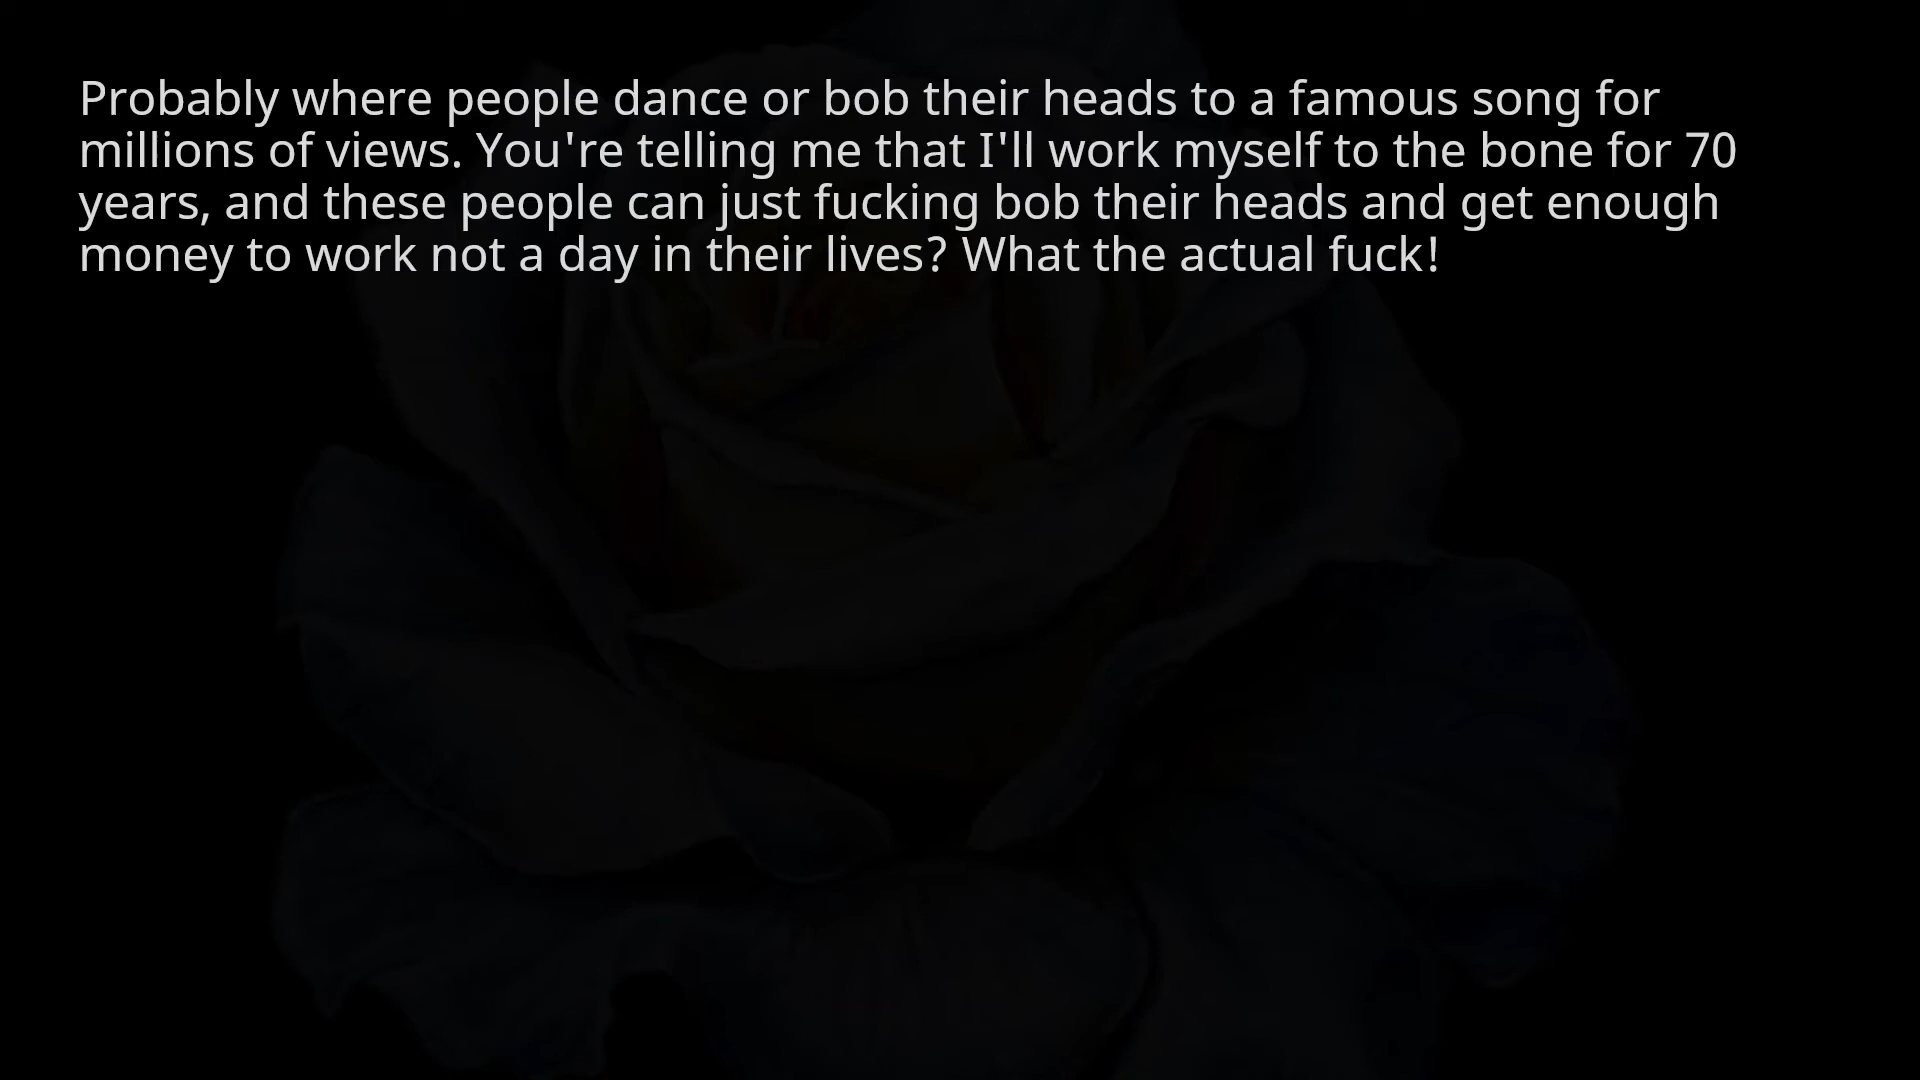 Probably where people dance or bob their heads to a famous song for
millions of views. You're telling me that I'll work myself to the bone for 70
years, and these people can just fucking bob their heads and get enough
money to work not a day in their lives? What the actual fuck!